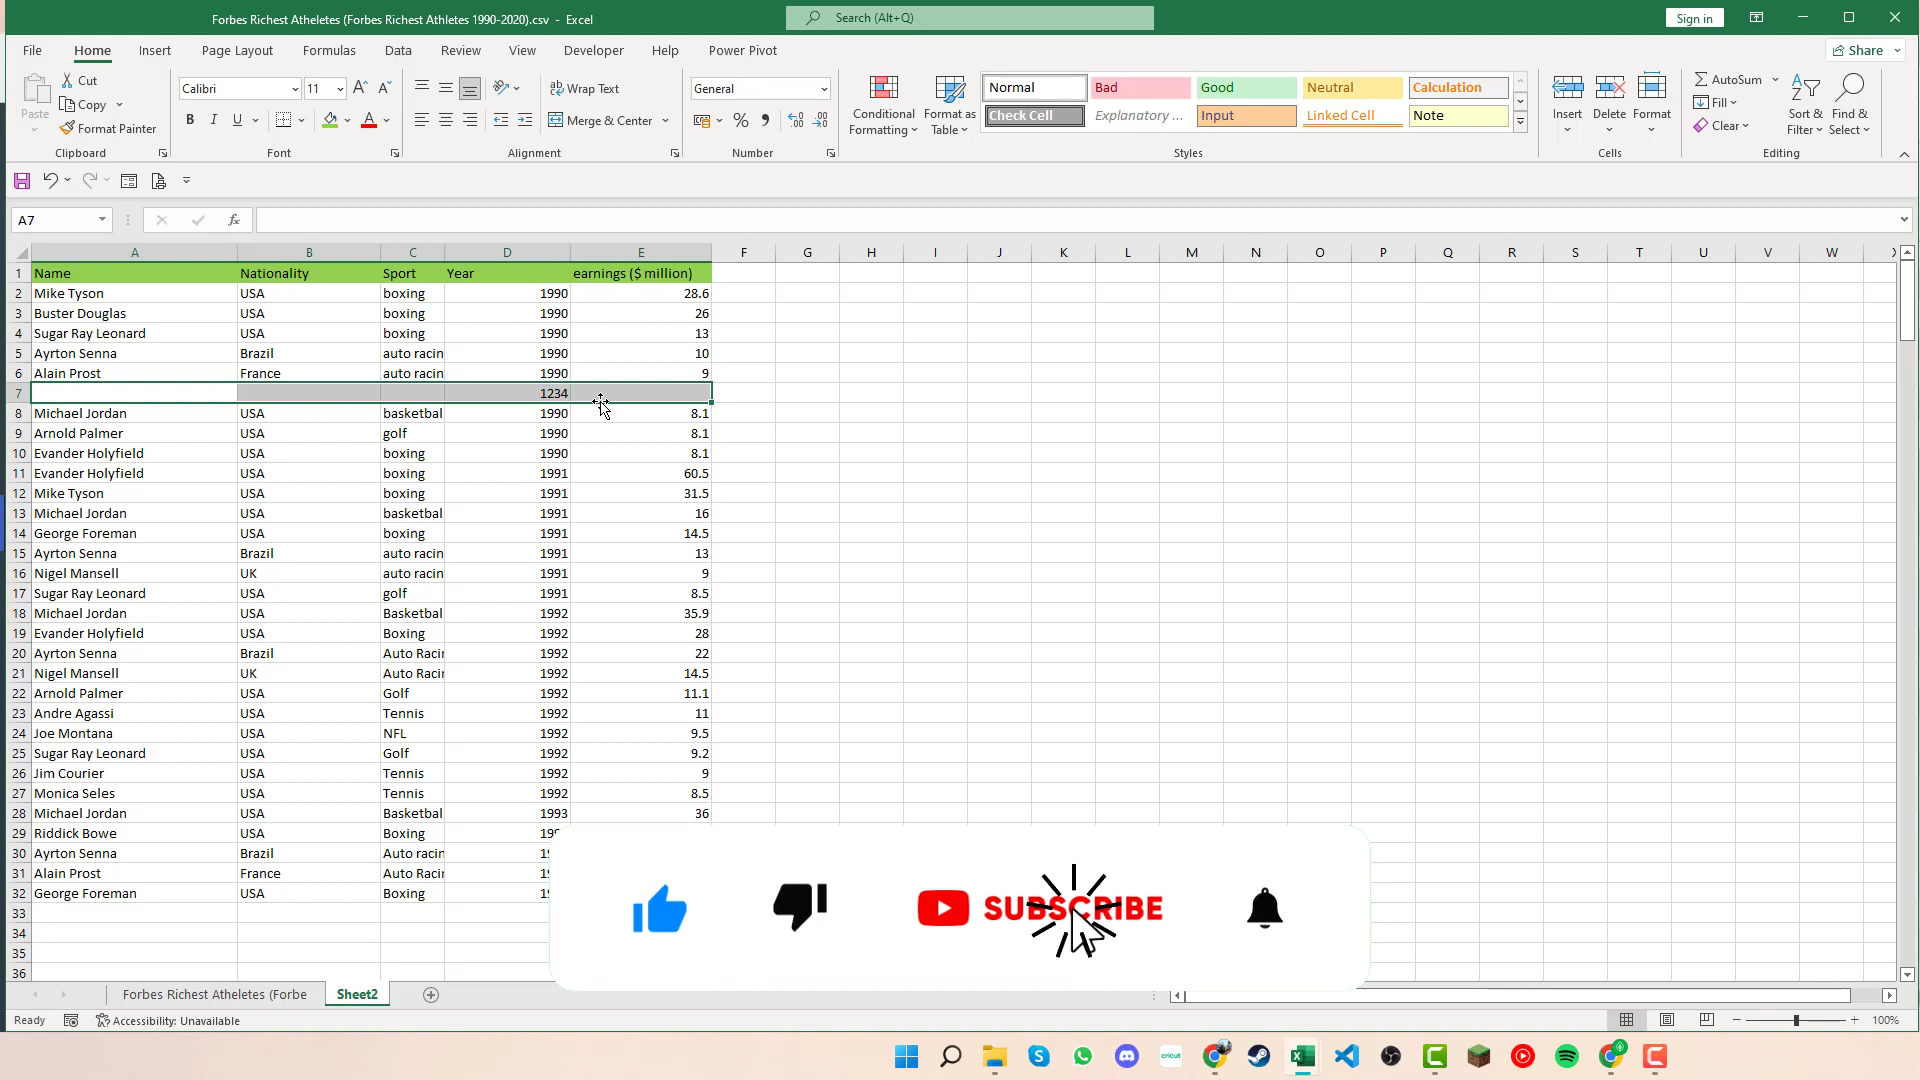 Forbes Richest Atheletes (Forbes Richest Athletes 1990-2020).csv - Excel
Search (Alt+Q)
Sign in
File Home Insert Page Layout Formulas Data Review View Developer Help Power Pivot
Share
Paste
Cut
Copy
Format Painter
Clipboard
Calibri 11
B I U
Font
Wrap Text
Merge & Center
Alignment
General
Number
Conditional Formatting
Format as Table
Normal Bad Good Neutral Calculation
Check Cell Explanatory ... Input Linked Cell Note
Styles
Insert Delete Format
Cells
AutoSum
Fill
Clear
Sort & Filter
Find & Select
Editing
A7
fx
A B C D E F G H I J K L M N O P Q R S T U V W
1 Name Nationality Sport Year earnings ($ million)
2 Mike Tyson USA boxing 1990 28.6
3 Buster Douglas USA boxing 1990 26
4 Sugar Ray Leonard USA boxing 1990 13
5 Ayrton Senna Brazil auto racin 1990 10
6 Alain Prost France auto racin 1990 9
7 1234
8 Michael Jordan USA basketbal 1990 8.1
9 Arnold Palmer USA golf 1990 8.1
10 Evander Holyfield USA boxing 1990 8.1
11 Evander Holyfield USA boxing 1991 60.5
12 Mike Tyson USA boxing 1991 31.5
13 Michael Jordan USA basketbal 1991 16
14 George Foreman USA boxing 1991 14.5
15 Ayrton Senna Brazil auto racin 1991 13
16 Nigel Mansell UK auto racin 1991 9
17 Sugar Ray Leonard USA golf 1991 8.5
18 Michael Jordan USA Basketbal 1992 35.9
19 Evander Holyfield USA Boxing 1992 28
20 Ayrton Senna Brazil Auto Racin 1992 22
21 Nigel Mansell UK Auto Racin 1992 14.5
22 Arnold Palmer USA Golf 1992 11.1
23 Andre Agassi USA Tennis 1992 11
24 Joe Montana USA NFL 1992 9.5
25 Sugar Ray Leonard USA Golf 1992 9.2
26 Jim Courier USA Tennis 1992 9
27 Monica Seles USA Tennis 1992 8.5
28 Michael Jordan USA Basketbal 1993 36
29 Riddick Bowe USA Boxing
30 Ayrton Senna Brazil Auto racin
31 Alain Prost France Auto Racin
32 George Foreman USA Boxing
33
34
35
36
SUBSCRIBE
Forbes Richest Atheletes (Forbe Sheet2
Ready Accessibility: Unavailable 100%
cricut